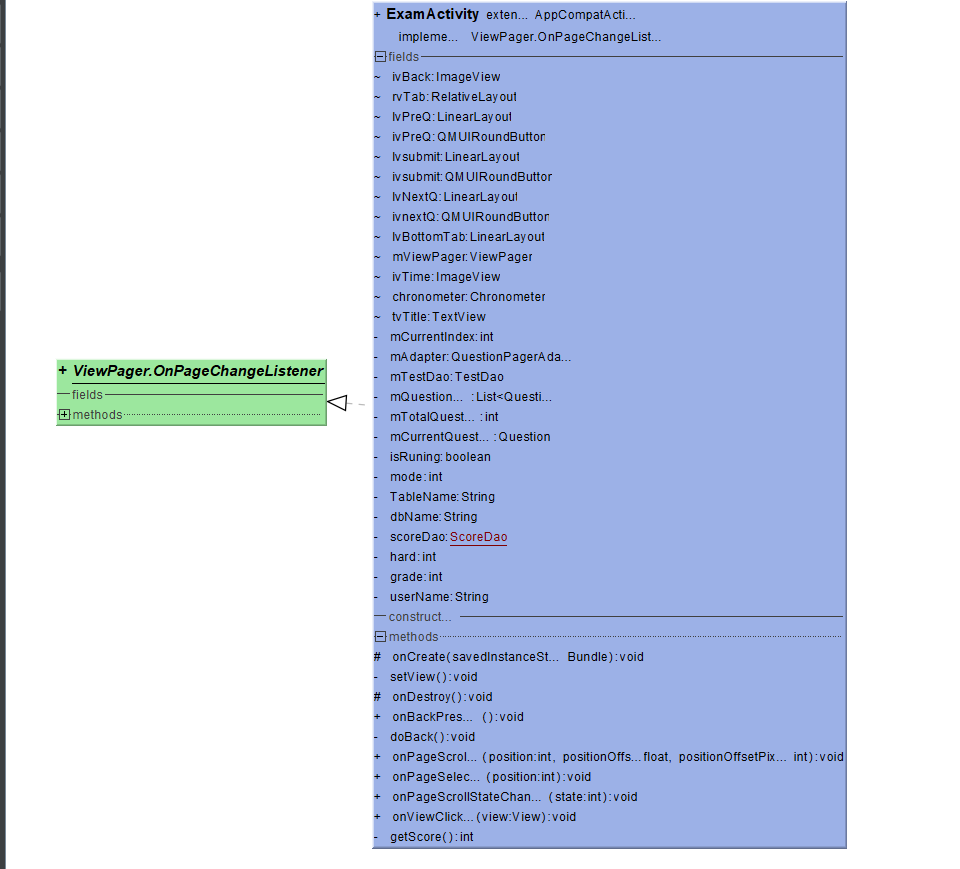 + ViewPager.OnPageChangeListener
fields
methods
+ ExamActivity exten... AppCompatActi...
impleme... ViewPager.OnPageChangeList...
fields
~ ivBack:ImageView
~ rvTab:RelativeLayout
~ lvPreQ:LinearLayout
~ ivPreQ:QMUIRoundButton
~ lvsubmit:LinearLayout
~ ivsubmit:QMUIRoundButton
~ lvNextQ:LinearLayout
~ ivnextQ:QMUIRoundButton
~ lvBottomTab:LinearLayout
~ mViewPager:ViewPager
~ ivTime:ImageView
~ chronometer:Chronometer
~ tvTitle:TextView
- mCurrentIndex:int
- mAdapter:QuestionPagerAda...
- mTestDao:TestDao
- mQuestion... :List<Questi...
- mTotalQuest... :int
- mCurrentQuest... :Question
- isRuning:boolean
- mode:int
- TableName:String
- dbName:String
- scoreDao:ScoreDao
- hard:int
- grade:int
- userName:String
construct...
methods
# onCreate(savedInstanceSt... Bundle):void
- setView():void
# onDestroy():void
+ onBackPres... ():void
- doBack():void
+ onPageScrol... (position:int, positionOffs...float, positionOffsetPix... int):void
+ onPageSelec... (position:int):void
+ onPageScrollStateChan... (state:int):void
+ onViewClick...(view:View):void
- getScore():int